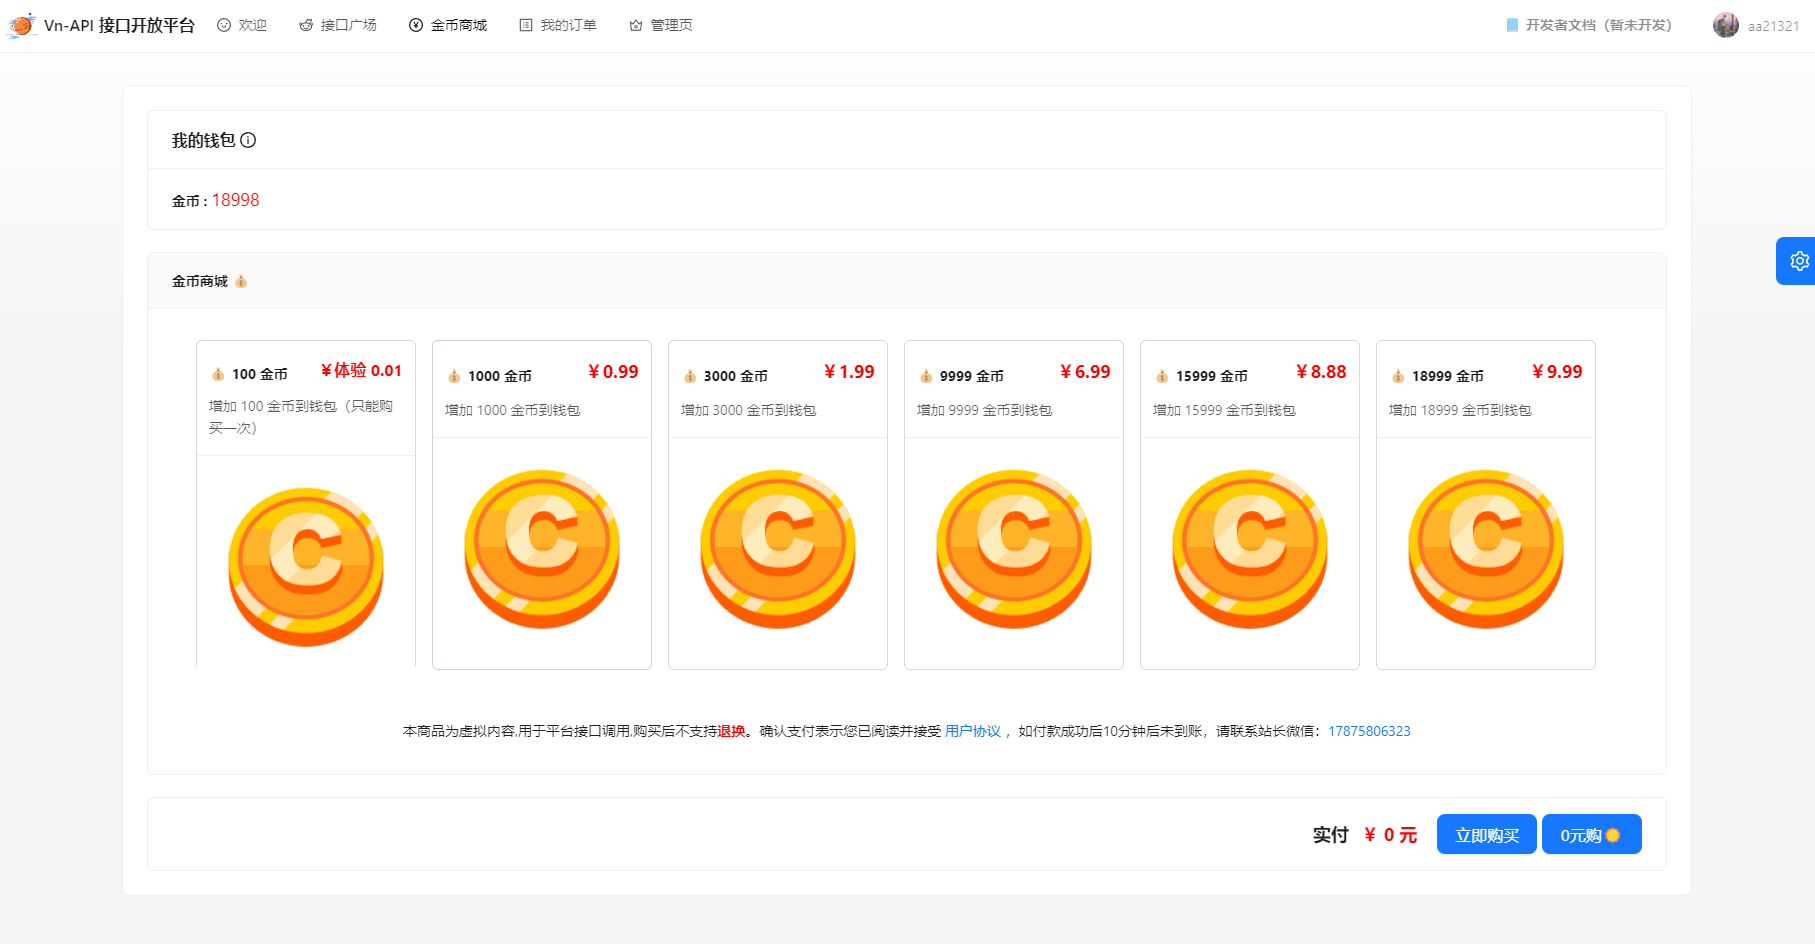 Vn-API 接口开放平台 欢迎 接口广场 金币商城 我的订单 管理页 开发者文档（暂未开发） aa21321
我的钱包
金币 : 18998
金币商城
100 金币 ¥体验 0.01
增加 100 金币到钱包（只能购
买一次）
1000 金币 ¥0.99
增加 1000 金币到钱包
3000 金币 ¥1.99
增加 3000 金币到钱包
9999 金币 ¥6.99
增加 9999 金币到钱包
15999 金币 ¥8.88
增加 15999 金币到钱包
18999 金币 ¥9.99
增加 18999 金币到钱包
本商品为虚拟内容,用于平台接口调用,购买后不支持退换。确认支付表示您已阅读并接受 用户协议 ，如付款成功后10分钟后未到账，请联系站长微信：17875806323
实付 ¥ 0 元 立即购买 0元购